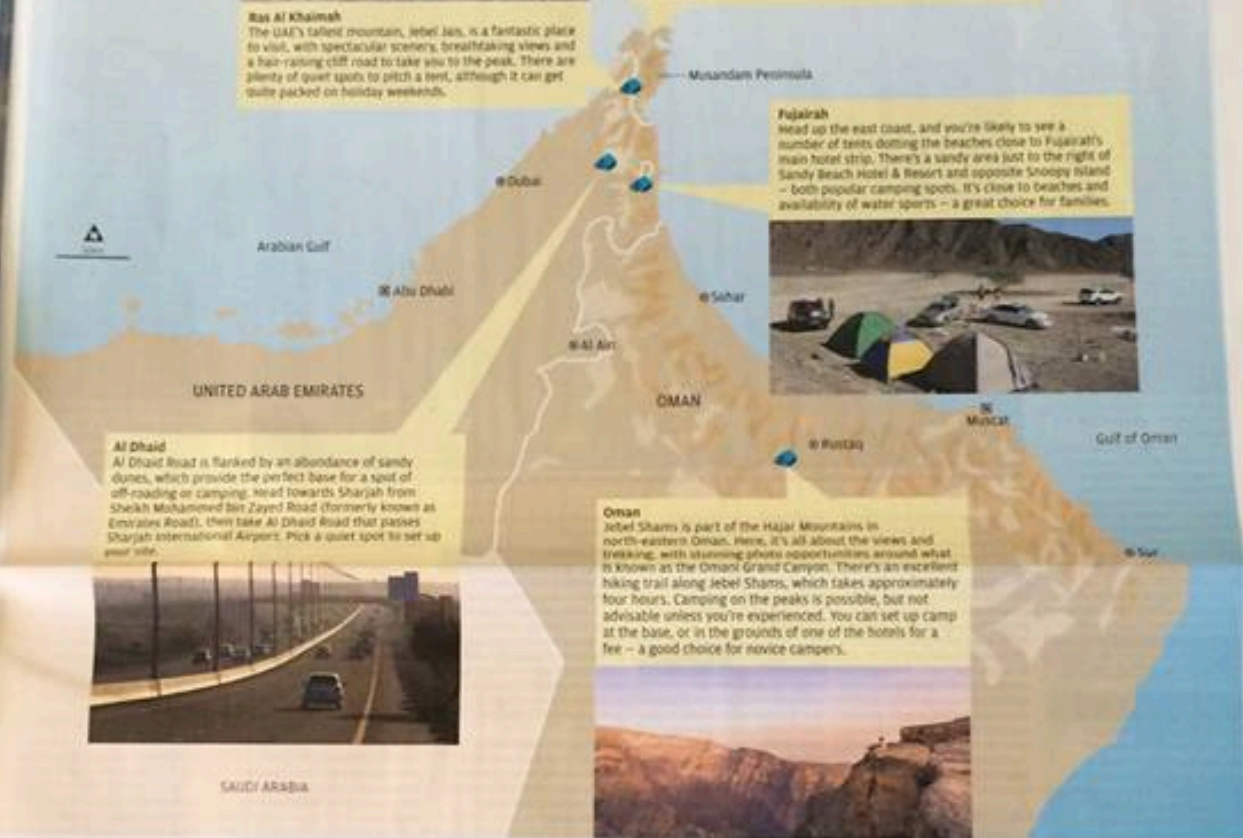 Ras Al Khaimah
The UAE's tallest mountain, Jebel Jais, is a fantastic place
to visit, with spectacular scenery, breathtaking views and
a hair-raising cliff road to take you to the peak. There are
plenty of quiet spots to pitch a tent, although it can get
quite packed on holiday weekends.
Musandam Peninsula
Fujairah
Head up the east coast, and you're likely to see a
number of tents dotting the beaches close to Fujairah's
main hotel strip. There's a sandy area just to the right of
Sandy Beach Hotel & Resort and opposite Snoopy Island
– both popular camping spots. It's close to beaches and
availability of water sports – a great choice for families.
Dubai
Arabian Gulf
Abu Dhabi
Sohar
Al Ain
UNITED ARAB EMIRATES
OMAN
Muscat
Gulf of Oman
Rustaq
Al Dhaid
Al Dhaid Road is flanked by an abundance of sandy
dunes, which provide the perfect base for a spot of
off-roading or camping. Head towards Sharjah from
Sheikh Mohammed bin Zayed Road (formerly known as
Emirates Road), then take Al Dhaid Road that passes
Sharjah International Airport. Pick a quiet spot to set up
your site.
Oman
Jebel Shams is part of the Hajar Mountains in
north-eastern Oman. Here, it's all about the views and
trekking, with stunning photo opportunities around what
is known as the Omani Grand Canyon. There's an excellent
hiking trail along Jebel Shams, which takes approximately
four hours. Camping on the peaks is possible, but not
advisable unless you're experienced. You can set up camp
at the base, or in the grounds of one of the hotels for a
fee – a good choice for novice campers.
Sur
SAUDI ARABIA